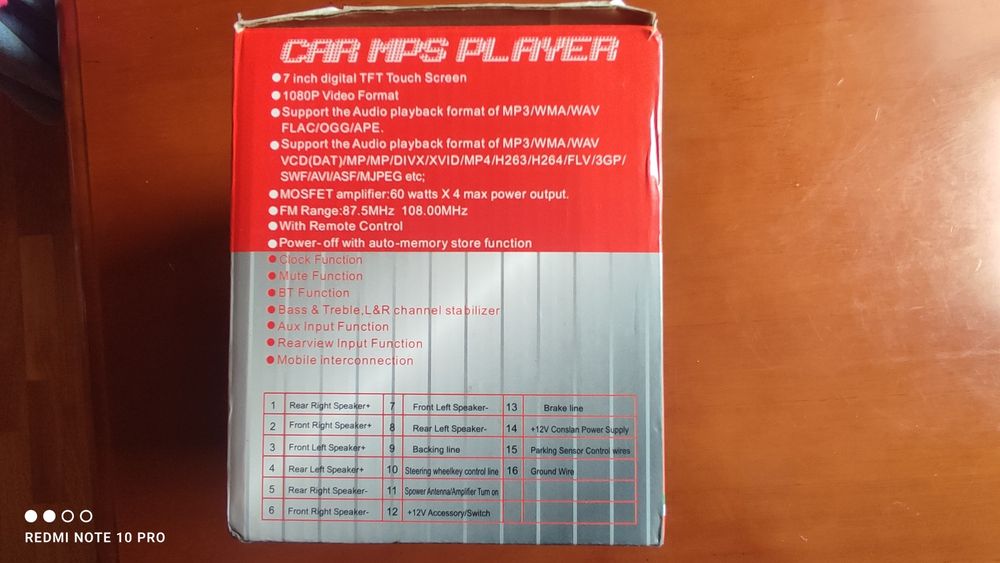 CAR MPS PLAYER
●7 inch digital TFT Touch Screen
●1080P Video Format
●Support the Audio playback format of MP3/WMA/WAV
FLAC/OGG/APE.
●Support the Audio playback format of MP3/WMA/WAV
VCD(DAT)/MP/MP/DIVX/XVID/MP4/H263/H264/FLV/3GP/
SWF/AVI/ASF/MJPEG etc;
●MOSFET amplifier:60 watts X 4 max power output.
●FM Range:87.5MHz 108.00MHz
●With Remote Control
●Power-off with auto-memory store function
●Clock Function
●Mute Function
●BT Function
●Bass & Treble,L&R channel stabilizer
●Aux Input Function
●Rearview Input Function
●Mobile interconnection
1 Rear Right Speaker+ 7 Front Left Speaker- 13 Brake line
2 Front Right Speaker+ 8 Rear Left Speaker- 14 +12V Conslan Power Supply
3 Front Left Speaker+ 9 Backing line 15 Parking Sensor Control wires
4 Rear Left Speaker+ 10 Steering wheelkey control line 16 Ground Wire
5 Rear Right Speaker- 11 Spower Antenna/Amplifier Turn on
6 Front Right Speaker- 12 +12V Accessory/Switch
REDMI NOTE 10 PRO